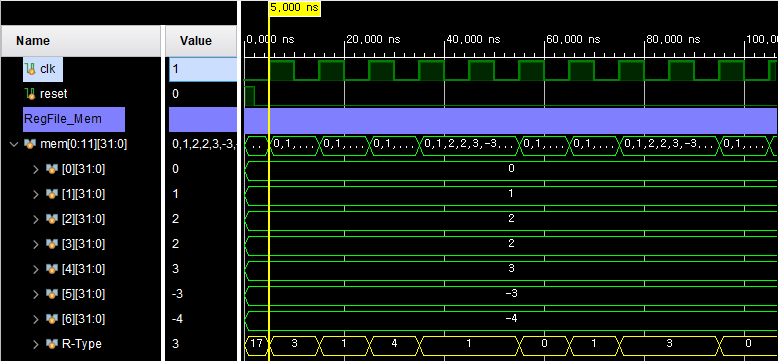 5,000 ns
Name Value
0,000 ns 20,000 ns 40,000 ns 60,000 ns 80,000 ns 100,0
clk 1
reset 0
RegFile_Mem
mem[0:11][31:0] 0,1,2,2,3,-3,- .. 0,1,... 0,1,... 0,1,... 0,1,2,2,3,-3... 0,1,... 0,1,... 0,1,2,2,3,-3... 0,1,...
[0][31:0] 0 0
[1][31:0] 1 1
[2][31:0] 2 2
[3][31:0] 2 2
[4][31:0] 3 3
[5][31:0] -3 -3
[6][31:0] -4 -4
R-Type 3 17 3 1 4 1 0 1 3 0